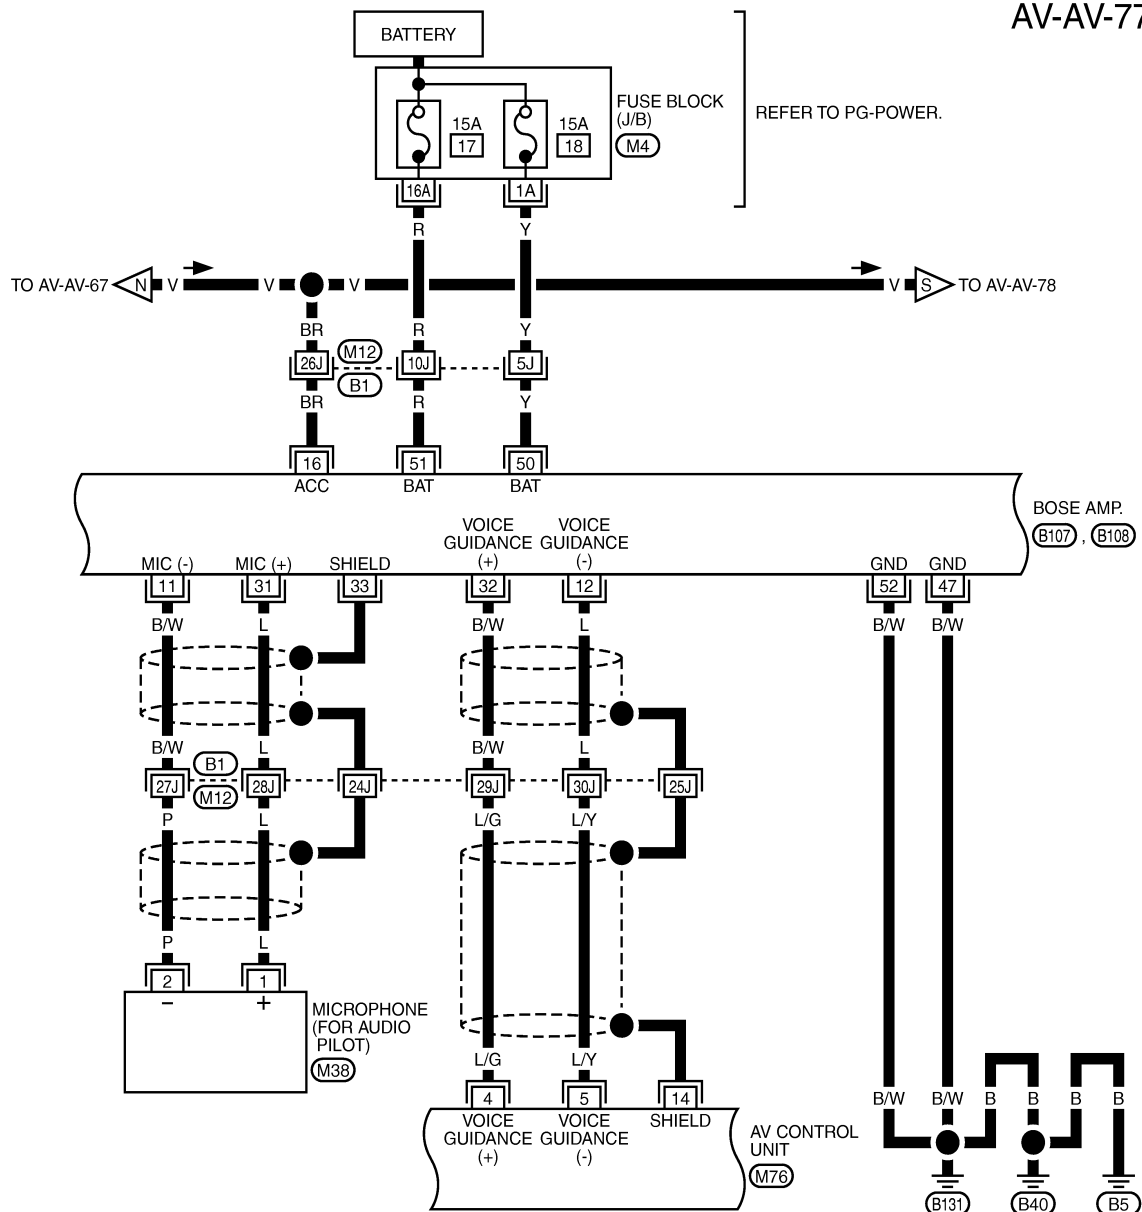 AV-AV-77
BATTERY
FUSE BLOCK
(J/B)
M4
REFER TO PG-POWER.
15A
17
15A
18
16A
1A
R
Y
TO AV-AV-67
N
V
V
V
V
S
TO AV-AV-78
BR
R
Y
26J
M12
10J
5J
B1
BR
R
Y
16
51
50
ACC
BAT
BAT
BOSE AMP.
B107 , B108
VOICE
GUIDANCE
(+)
VOICE
GUIDANCE
(-)
MIC (-)
MIC (+)
SHIELD
GND
GND
11
31
33
32
12
52
47
B/W
L
B/W
L
B/W
B/W
B/W
L
B/W
L
B1
27J
28J
24J
29J
30J
25J
M12
P
L
L/G
L/Y
P
L
2
1
–
+
MICROPHONE
(FOR AUDIO
PILOT)
M38
L/G
L/Y
4
5
14
VOICE
GUIDANCE
(+)
VOICE
GUIDANCE
(-)
SHIELD
AV CONTROL
UNIT
M76
B/W
B/W
B
B
B
B
B131
B40
B5